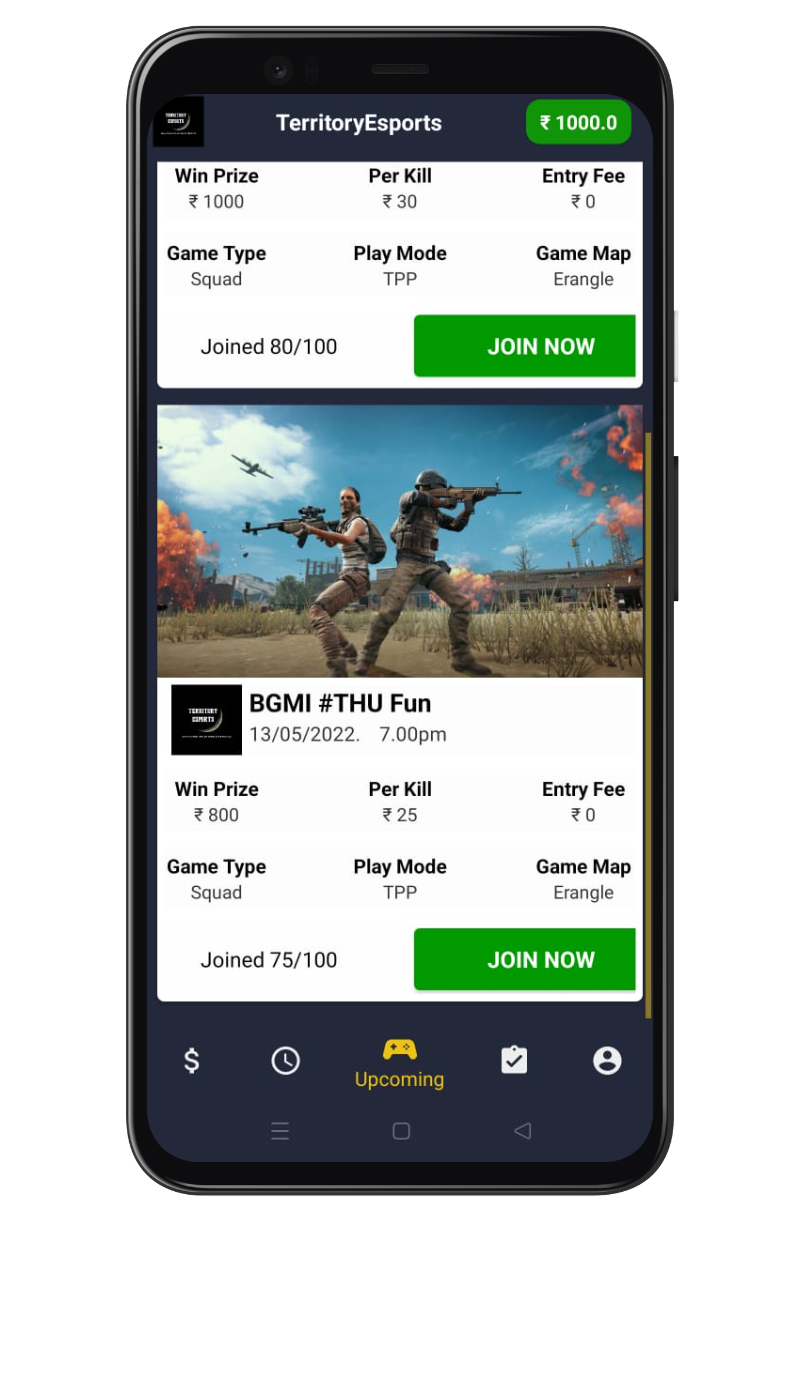 TERRITORY
ESPORTS
TerritoryEsports
₹ 1000.0
Win Prize Per Kill Entry Fee
₹ 1000 ₹ 30 ₹ 0
Game Type Play Mode Game Map
Squad TPP Erangle
Joined 80/100 JOIN NOW
TERRITORY
ESPORTS
BGMI #THU Fun
13/05/2022. 7.00pm
Win Prize Per Kill Entry Fee
₹ 800 ₹ 25 ₹ 0
Game Type Play Mode Game Map
Squad TPP Erangle
Joined 75/100 JOIN NOW
Upcoming